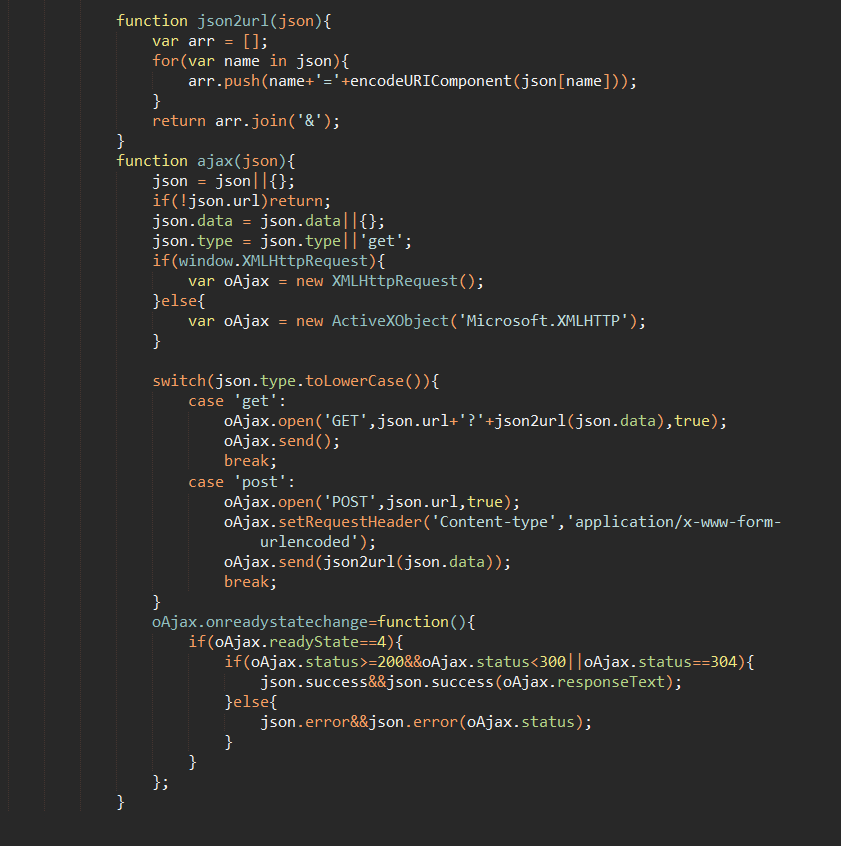 function json2url(json){
var arr = [];
for(var name in json){
arr.push(name+'='+encodeURIComponent(json[name]));
}
return arr.join('&');
}
function ajax(json){
json = json||{};
if(!json.url)return;
json.data = json.data||{};
json.type = json.type||'get';
if(window.XMLHttpRequest){
var oAjax = new XMLHttpRequest();
}else{
var oAjax = new ActiveXObject('Microsoft.XMLHTTP');
}
switch(json.type.toLowerCase()){
case 'get':
oAjax.open('GET',json.url+'?'+json2url(json.data),true);
oAjax.send();
break;
case 'post':
oAjax.open('POST',json.url,true);
oAjax.setRequestHeader('Content-type','application/x-www-form-
urlencoded');
oAjax.send(json2url(json.data));
break;
}
oAjax.onreadystatechange=function(){
if(oAjax.readyState==4){
if(oAjax.status>=200&&oAjax.status<300||oAjax.status==304){
json.success&&json.success(oAjax.responseText);
}else{
json.error&&json.error(oAjax.status);
}
}
};
}